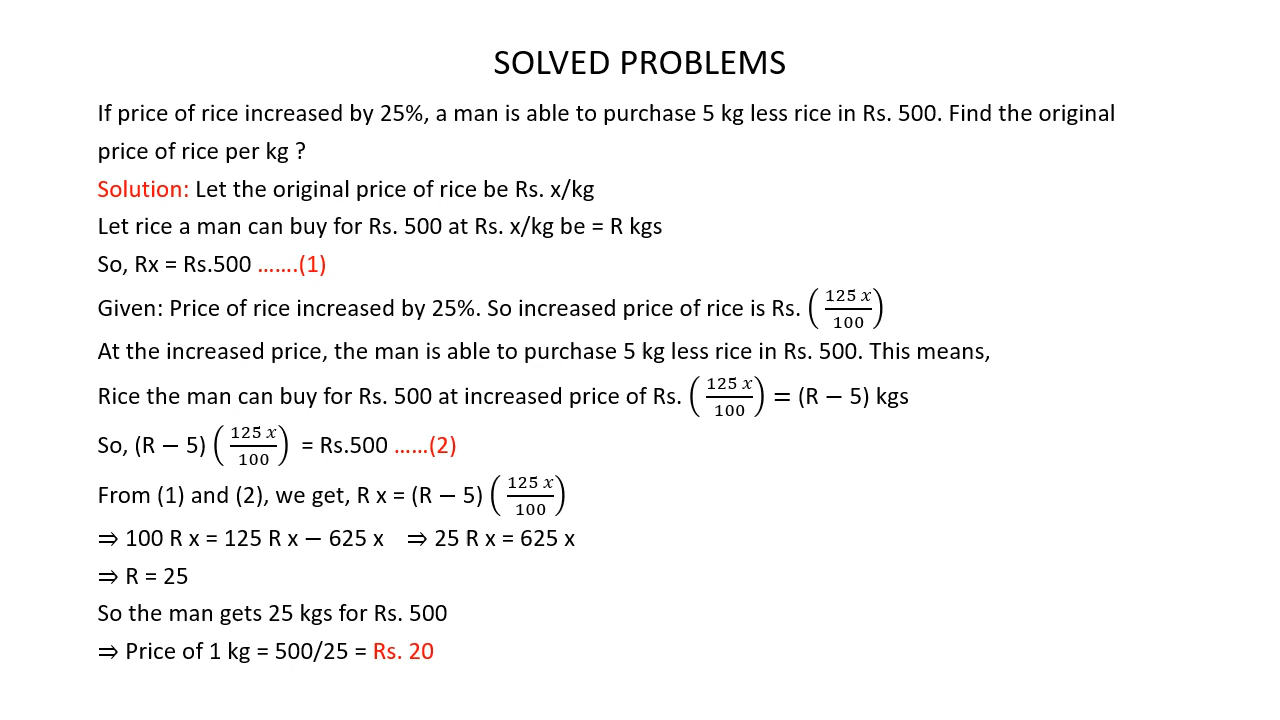 SOLVED PROBLEMS
If price of rice increased by 25%, a man is able to purchase 5 kg less rice in Rs. 500. Find the original
price of rice per kg ?
Solution: Let the original price of rice be Rs. x/kg
Let rice a man can buy for Rs. 500 at Rs. x/kg be = R kgs
So, Rx = Rs.500 .......(1)
Given: Price of rice increased by 25%. So increased price of rice is Rs. (125 x/100)
At the increased price, the man is able to purchase 5 kg less rice in Rs. 500. This means,
Rice the man can buy for Rs. 500 at increased price of Rs. (125 x/100) = (R − 5) kgs
So, (R − 5) (125 x/100) = Rs.500 ......(2)
From (1) and (2), we get, R x = (R − 5) (125 x/100)
⇒ 100 R x = 125 R x − 625 x ⇒ 25 R x = 625 x
⇒ R = 25
So the man gets 25 kgs for Rs. 500
⇒ Price of 1 kg = 500/25 = Rs. 20